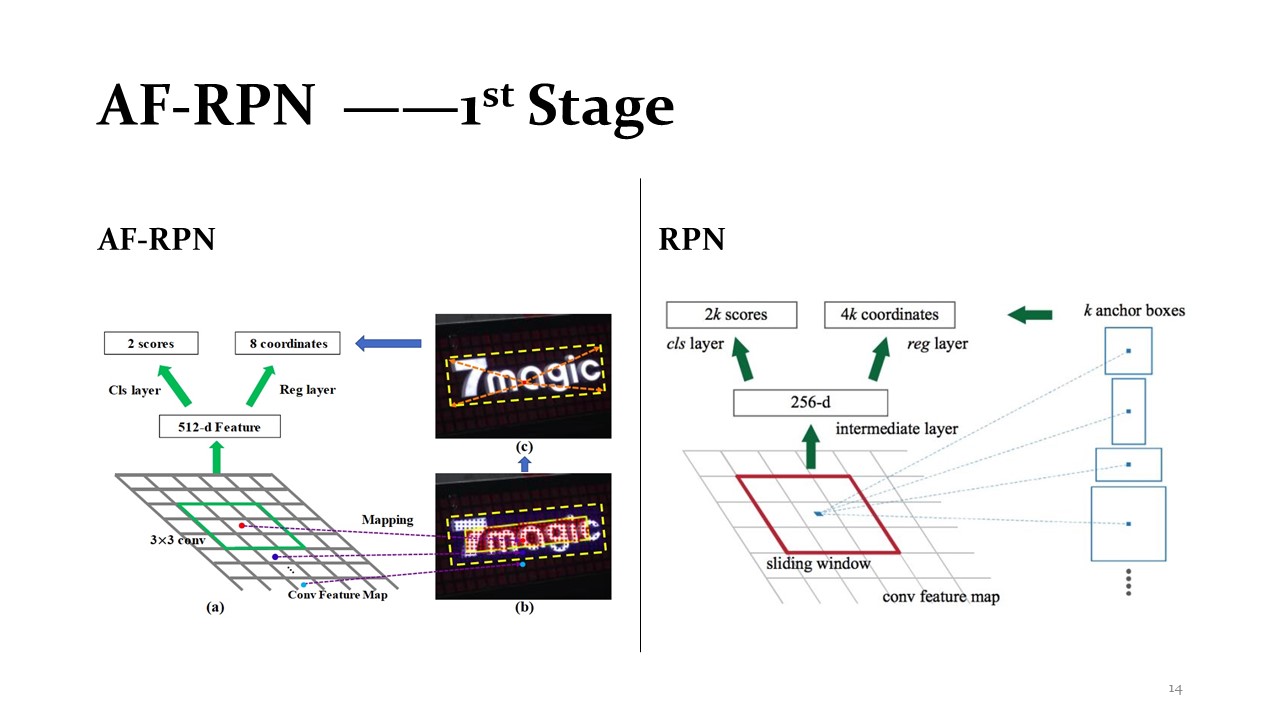 AF-RPN ——1st Stage
AF-RPN
2 scores
8 coordinates
Cls layer
Reg layer
512-d Feature
7magic
(c)
Mapping
3×3 conv
7magic
Conv Feature Map
(a)
(b)
RPN
2k scores
4k coordinates
k anchor boxes
cls layer
reg layer
256-d
intermediate layer
sliding window
conv feature map
14